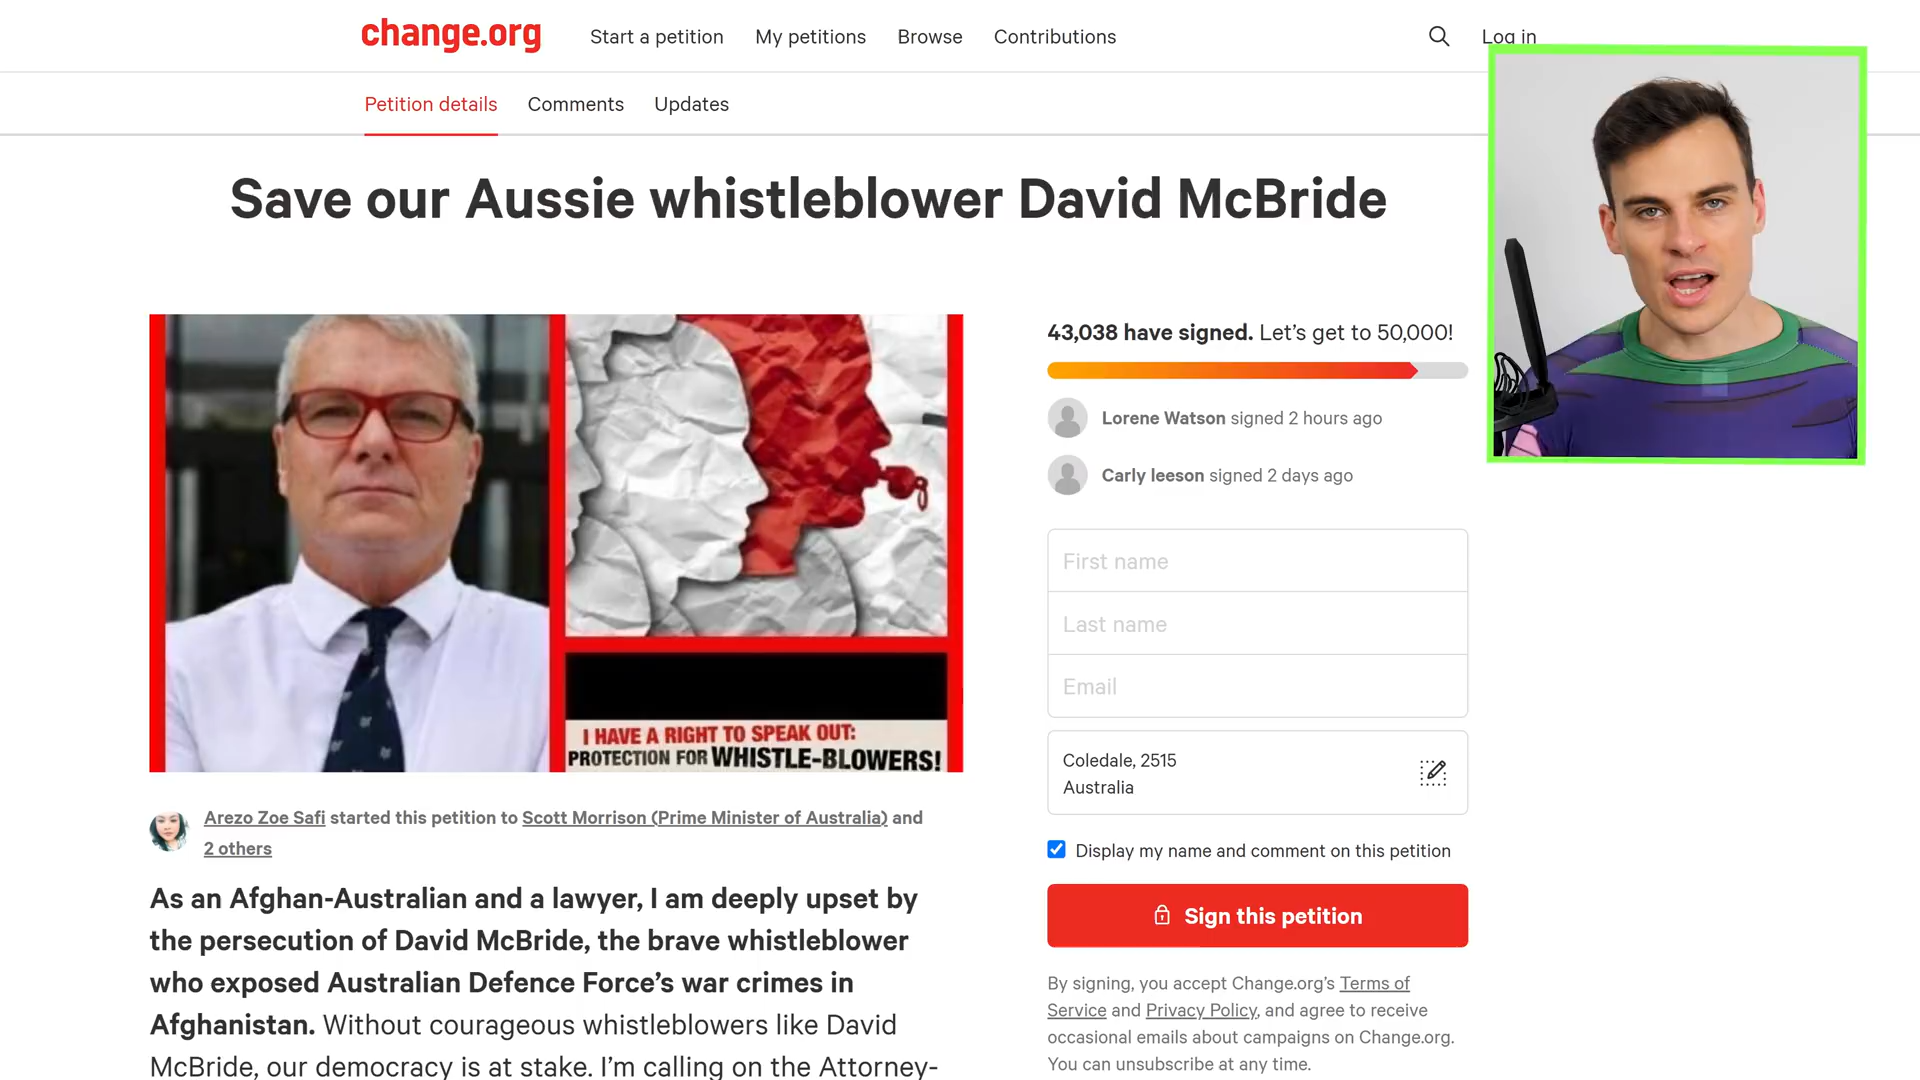 change.org
Start a petition
My petitions
Browse
Contributions
Log in
Petition details
Comments
Updates
Save our Aussie whistleblower David McBride
I HAVE A RIGHT TO SPEAK OUT:
PROTECTION FOR WHISTLE-BLOWERS!
Arezo Zoe Safi started this petition to Scott Morrison (Prime Minister of Australia) and
2 others
As an Afghan-Australian and a lawyer, I am deeply upset by
the persecution of David McBride, the brave whistleblower
who exposed Australian Defence Force’s war crimes in
Afghanistan. Without courageous whistleblowers like David
McBride, our democracy is at stake. I’m calling on the Attorney-
43,038 have signed. Let’s get to 50,000!
Lorene Watson signed 2 hours ago
Carly leeson signed 2 days ago
First name
Last name
Email
Coledale, 2515
Australia
Display my name and comment on this petition
Sign this petition
By signing, you accept Change.org’s Terms of
Service and Privacy Policy, and agree to receive
occasional emails about campaigns on Change.org.
You can unsubscribe at any time.